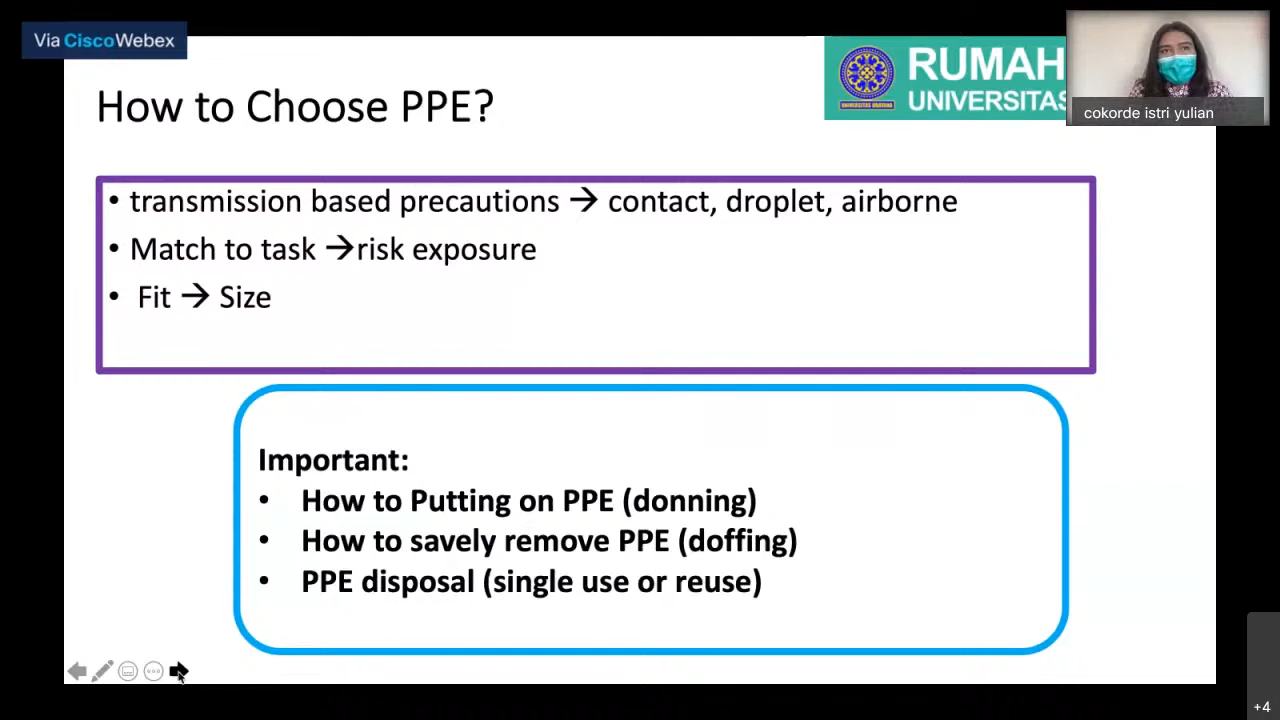 Via Cisco Webex
How to Choose PPE?
RUMAH
UNIVERSITAS
cokorde istri yulian
• transmission based precautions → contact, droplet, airborne
• Match to task →risk exposure
• Fit → Size
Important:
• How to Putting on PPE (donning)
• How to savely remove PPE (doffing)
• PPE disposal (single use or reuse)
+4